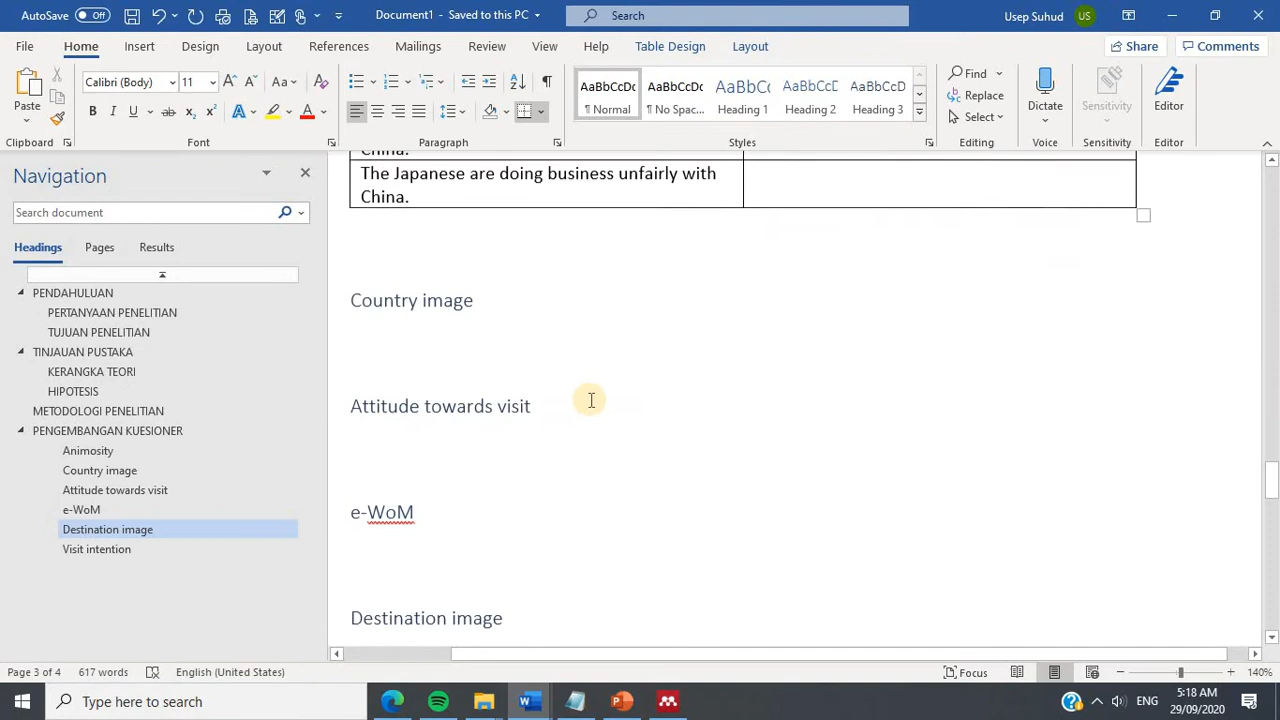 AutoSave Off Document1 - Saved to this PC Search Usep Suhud US
File Home Insert Design Layout References Mailings Review View Help Table Design Layout Share Comments
Paste Calibri (Body) 11 Aa AaBbCcDc AaBbCcDc AaBbCc AaBbCcD AaBbCcD Find Dictate Sensitivity Editor
¶ Normal ¶ No Spac... Heading 1 Heading 2 Heading 3 Replace
Select
Clipboard Font Paragraph Styles Editing Voice Sensitivity Editor
Navigation
Search document
Headings Pages Results
PENDAHULUAN
PERTANYAAN PENELITIAN
TUJUAN PENELITIAN
TINJAUAN PUSTAKA
KERANGKA TEORI
HIPOTESIS
METODOLOGI PENELITIAN
PENGEMBANGAN KUESIONER
Animosity
Country image
Attitude towards visit
e-WoM
Destination image
Visit intention
China.
The Japanese are doing business unfairly with
China.
Country image
Attitude towards visit
e-WoM
Destination image
Page 3 of 4 617 words English (United States) Focus 140%
Type here to search ENG 5:18 AM
29/09/2020